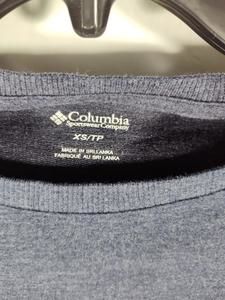 Columbia
Sportswear Company
XS/TP
MADE IN SRI LANKA
FABRIQUÉ AU SRI LANKA